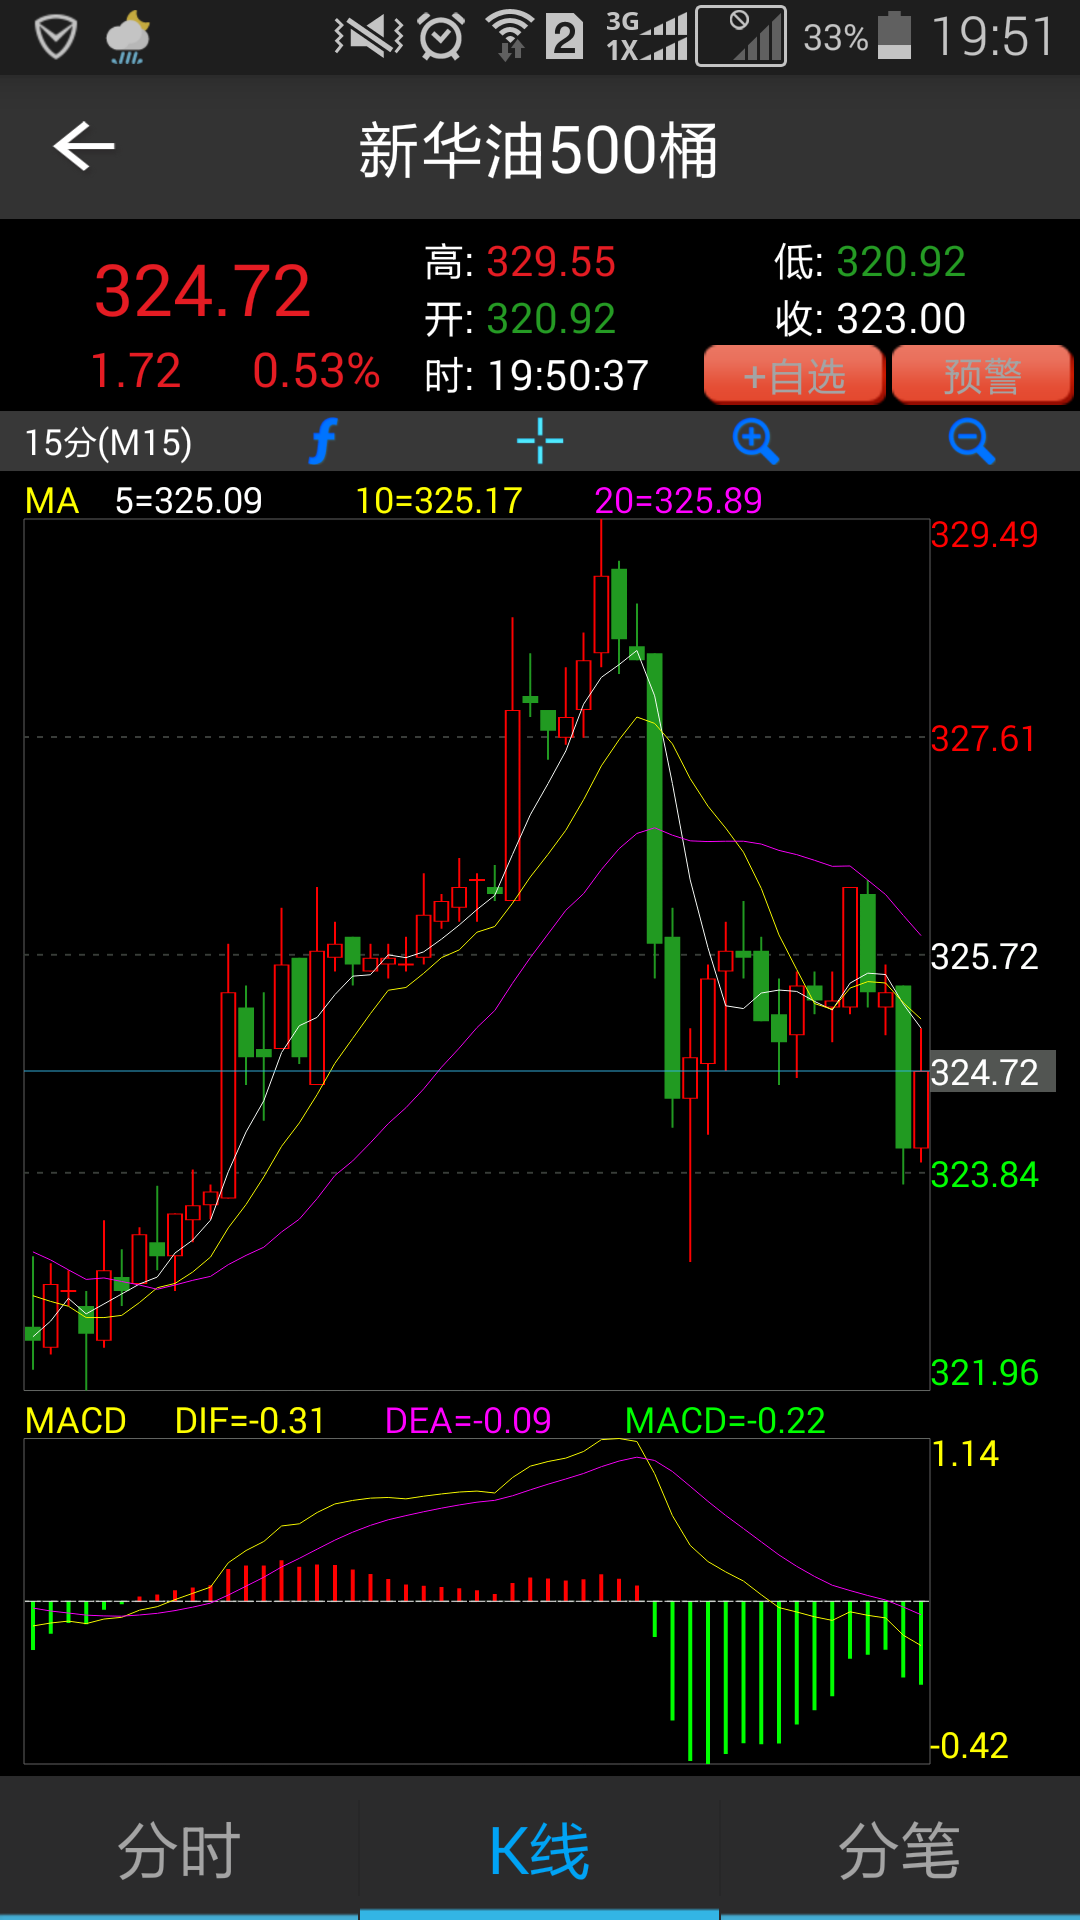 3G 1X 2 33% 19:51
新华油500桶
324.72
1.72 0.53%
高: 329.55 低: 320.92
开: 320.92 收: 323.00
时: 19:50:37 +自选 预警
15分(M15) f
MA 5=325.09 10=325.17 20=325.89
329.49
327.61
325.72
324.72
323.84
321.96
MACD DIF=-0.31 DEA=-0.09 MACD=-0.22
1.14
-0.42
分时 K线 分笔